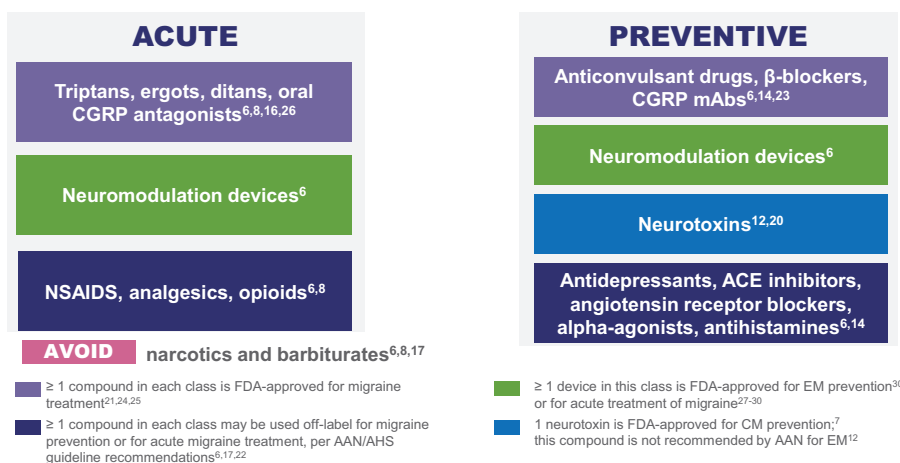 ACUTE
Triptans, ergots, ditans, oral
CGRP antagonists6,8,16,26
Neuromodulation devices6
NSAIDS, analgesics, opioids6,8
AVOID narcotics and barbiturates6,8,17
≥ 1 compound in each class is FDA-approved for migraine
treatment21,24,25
≥ 1 compound in each class may be used off-label for migraine
prevention or for acute migraine treatment, per AAN/AHS
guideline recommendations6,17,22
PREVENTIVE
Anticonvulsant drugs, β-blockers,
CGRP mAbs6,14,23
Neuromodulation devices6
Neurotoxins12,20
Antidepressants, ACE inhibitors,
angiotensin receptor blockers,
alpha-agonists, antihistamines6,14
≥ 1 device in this class is FDA-approved for EM prevention30
or for acute treatment of migraine27-30
1 neurotoxin is FDA-approved for CM prevention;7
this compound is not recommended by AAN for EM12